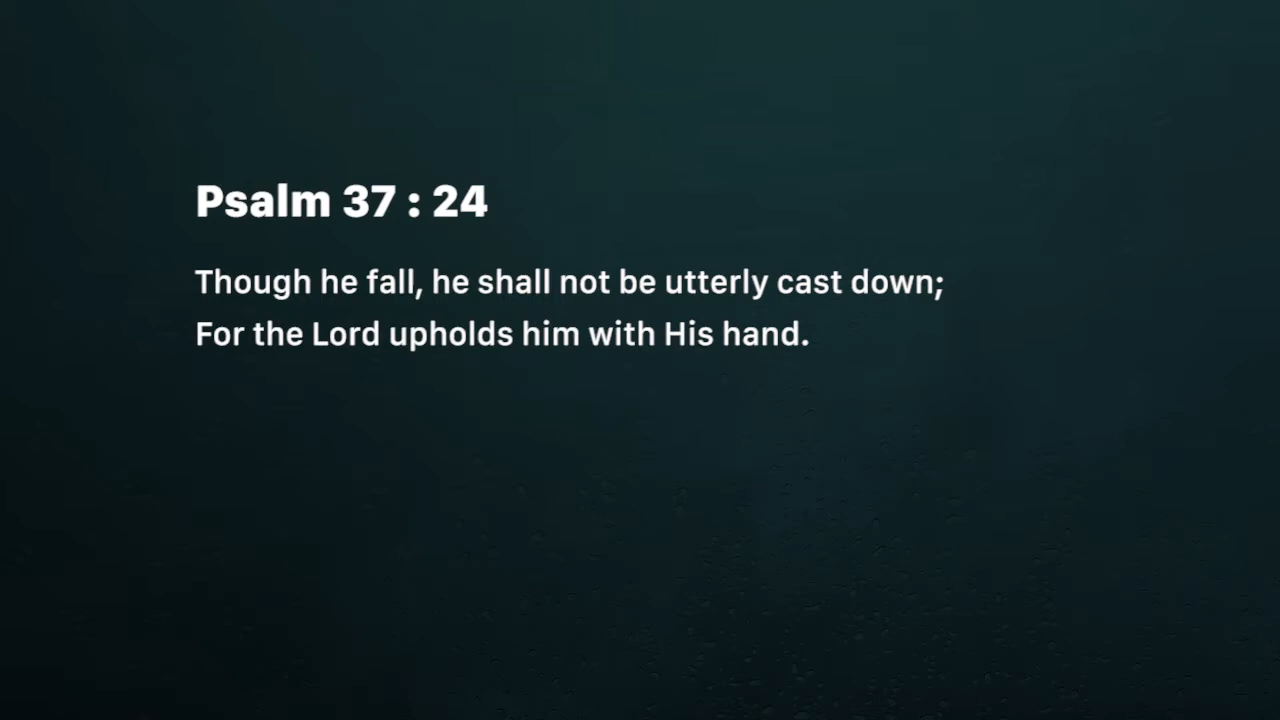 Psalm 37 : 24
Though he fall, he shall not be utterly cast down;
For the Lord upholds him with His hand.